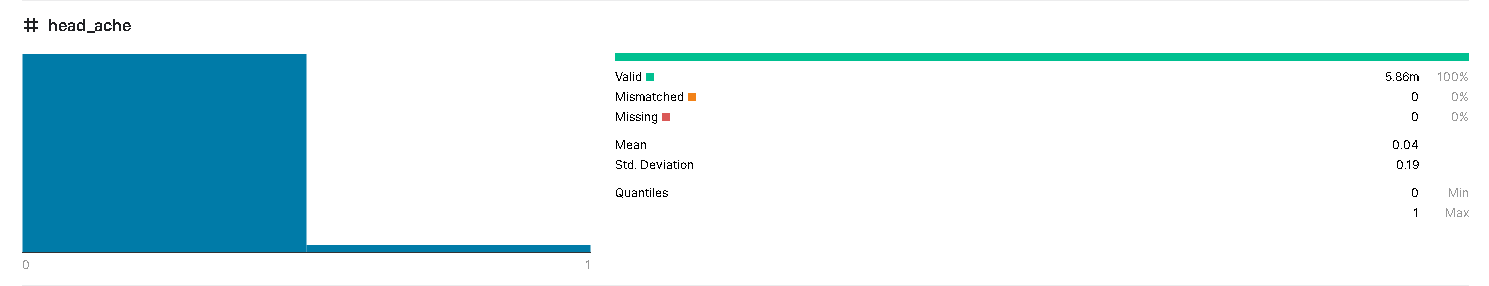 # head_ache
0 1
Valid 5.86m 100%
Mismatched 0 0%
Missing 0 0%
Mean 0.04
Std. Deviation 0.19
Quantiles 0 Min
1 Max